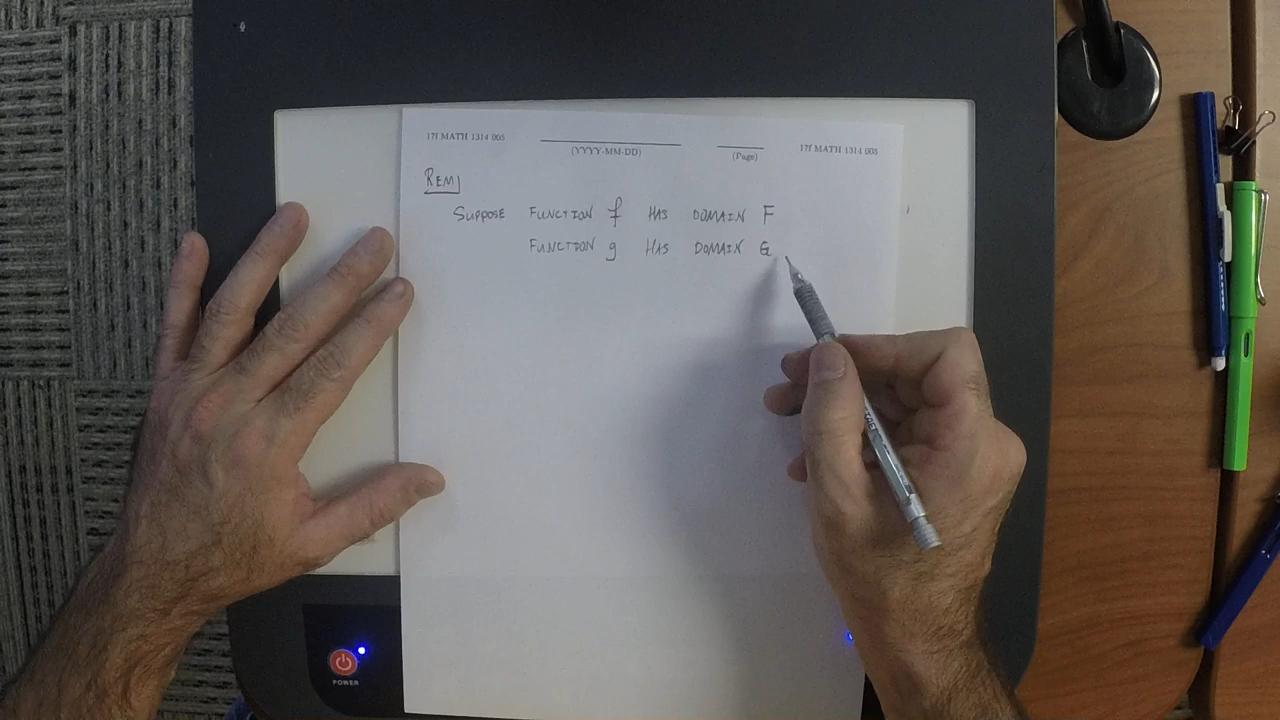 17f MATH 1314 005 (YYYY-MM-DD) (Page) 17f MATH 1314 005
REM
SUPPOSE FUNCTION f HAS DOMAIN F
FUNCTION g HAS DOMAIN G
POWER